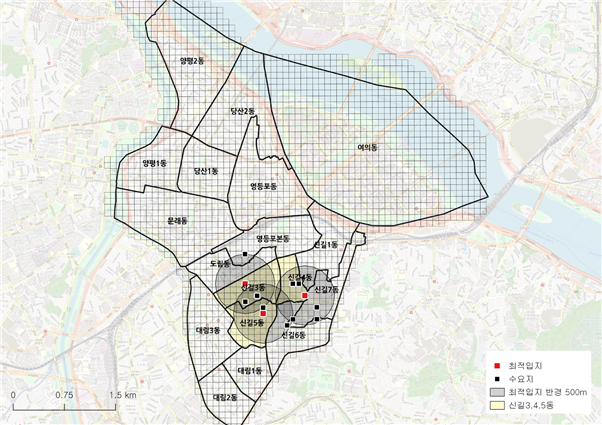 양평2동
당산2동
여의동
양평1동
당산1동
영등포동
문래동
영등포본동
신길1동
도림동
신길4동
신길3동
신길7동
대림3동
신길5동
신길6동
대림1동
대림2동
최적입지
수요지
최적입지 반경 500m
신길3,4,5동
0 0.75 1.5 km